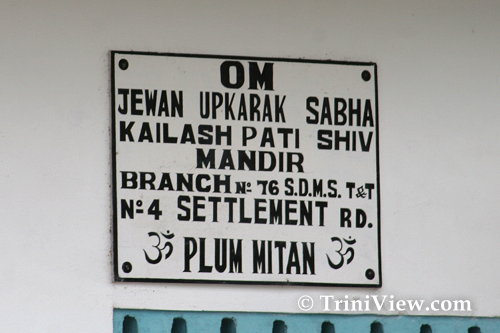 OM
JEWAN UPKARAK SABHA
KAILASH PATI SHIV
MANDIR
BRANCH No. 76 S.D.M.S. T&T
No. 4 SETTLEMENT RD.
ॐ PLUM MITAN ॐ
© TriniView.com